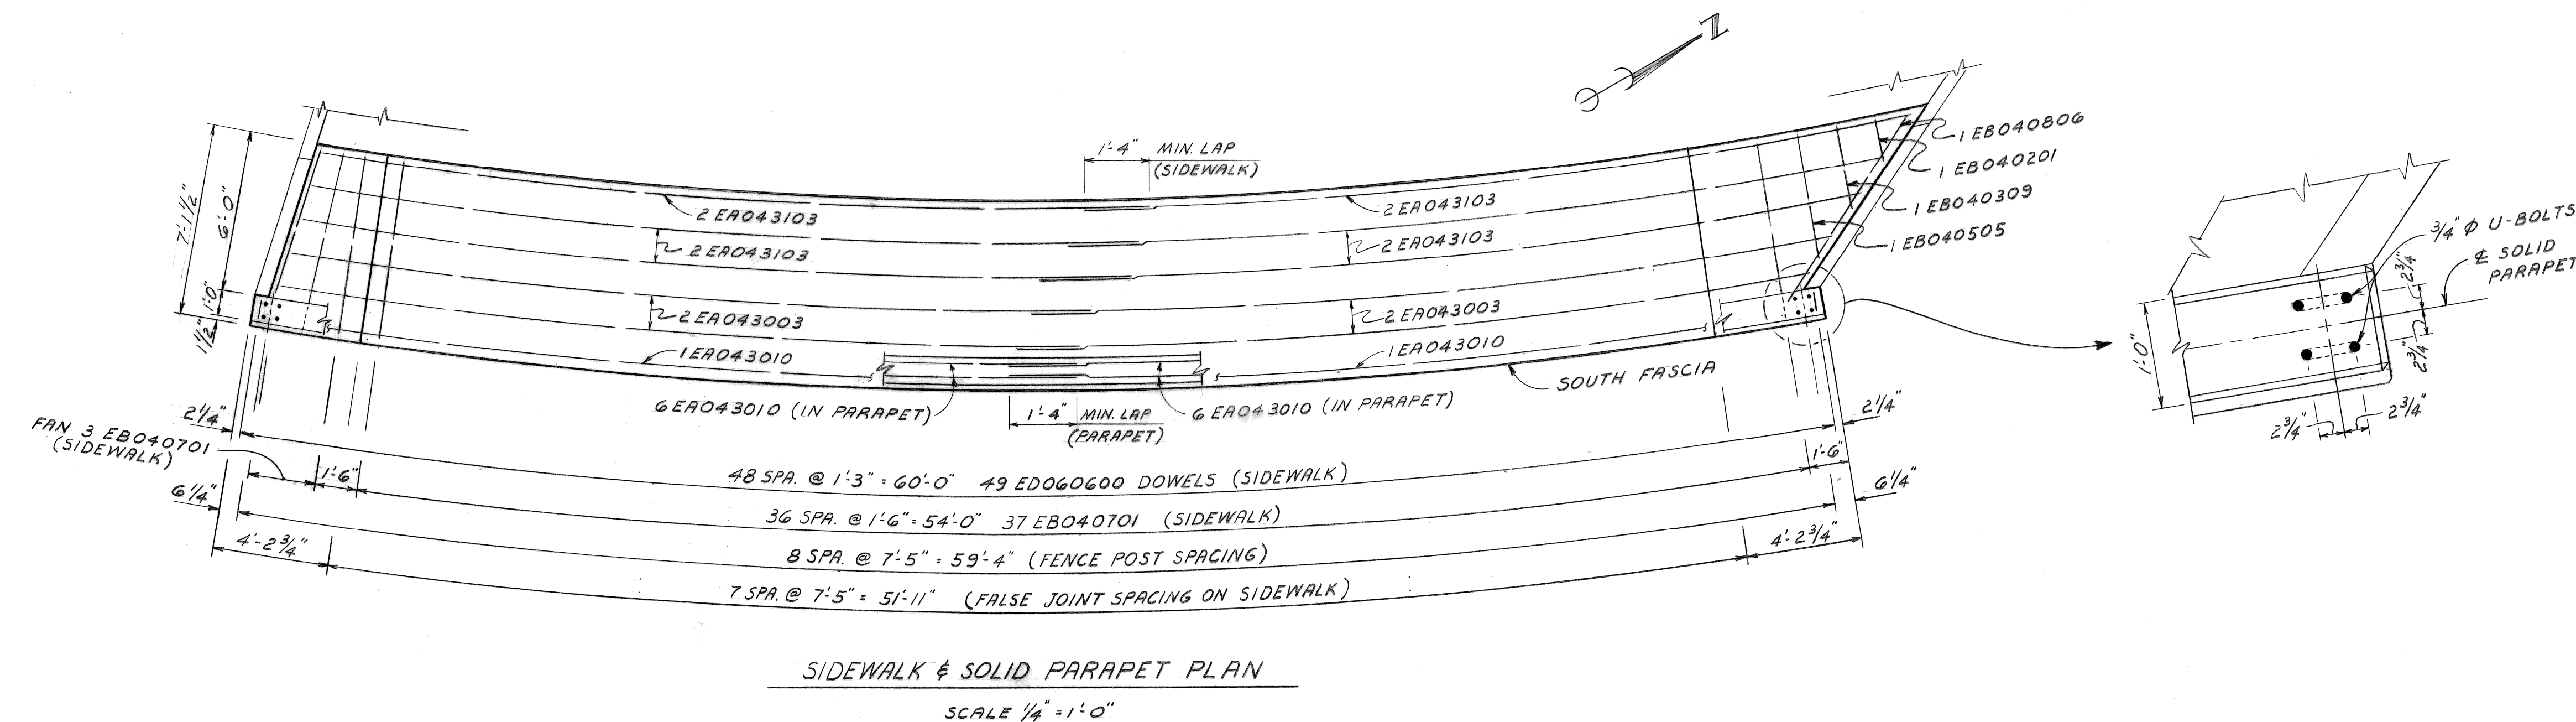 N
1'-4" MIN. LAP
(SIDEWALK)
7'-1 1/2"
6'-0"
1'-0"
1 1/2"
2 EA043103
2 EA043103
2 EA043003
1 EA043010
2 EA043103
2 EA043103
2 EA043003
1 EA043010
1 EB040806
1 EB040201
1 EB040309
1 EB040505
SOUTH FASCIA
6 EA043010 (IN PARAPET)
6 EA043010 (IN PARAPET)
1'-4" MIN. LAP
(PARAPET)
FAN 3 EB040701
(SIDEWALK)
2 1/4"
48 SPA. @ 1'-3" = 60'-0" 49 ED060600 DOWELS (SIDEWALK)
2 1/4"
1'-6"
36 SPA. @ 1'-6" = 54'-0" 37 EB040701 (SIDEWALK)
1'-6"
6 1/4"
8 SPA. @ 7'-5" = 59'-4" (FENCE POST SPACING)
6 1/4"
4'-2 3/4"
7 SPA. @ 7'-5" = 51'-11" (FALSE JOINT SPACING ON SIDEWALK)
4'-2 3/4"
3/4" Φ U-BOLTS
℄ SOLID
PARAPET
1'-0"
2 3/4"
2 3/4"
2 3/4"
2 3/4"
SIDEWALK & SOLID PARAPET PLAN
SCALE 1/4" = 1'-0"